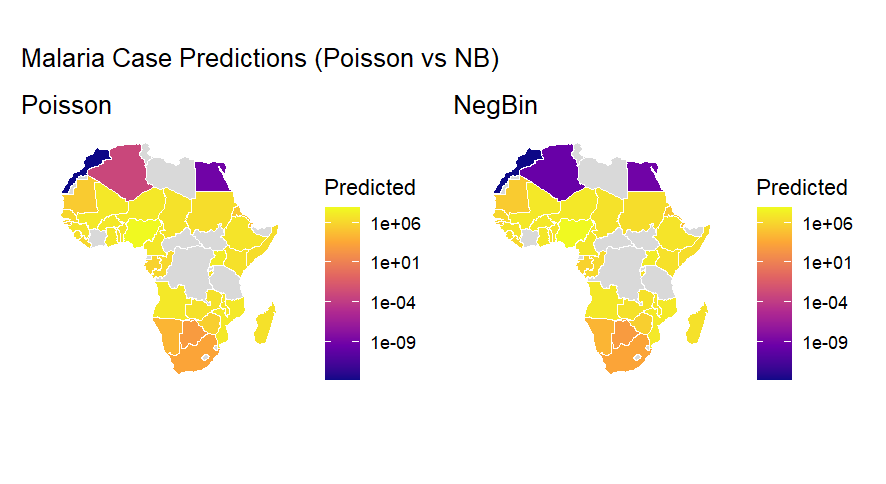 Malaria Case Predictions (Poisson vs NB)
Poisson
NegBin
Predicted
1e+06
1e+01
1e-04
1e-09
Predicted
1e+06
1e+01
1e-04
1e-09